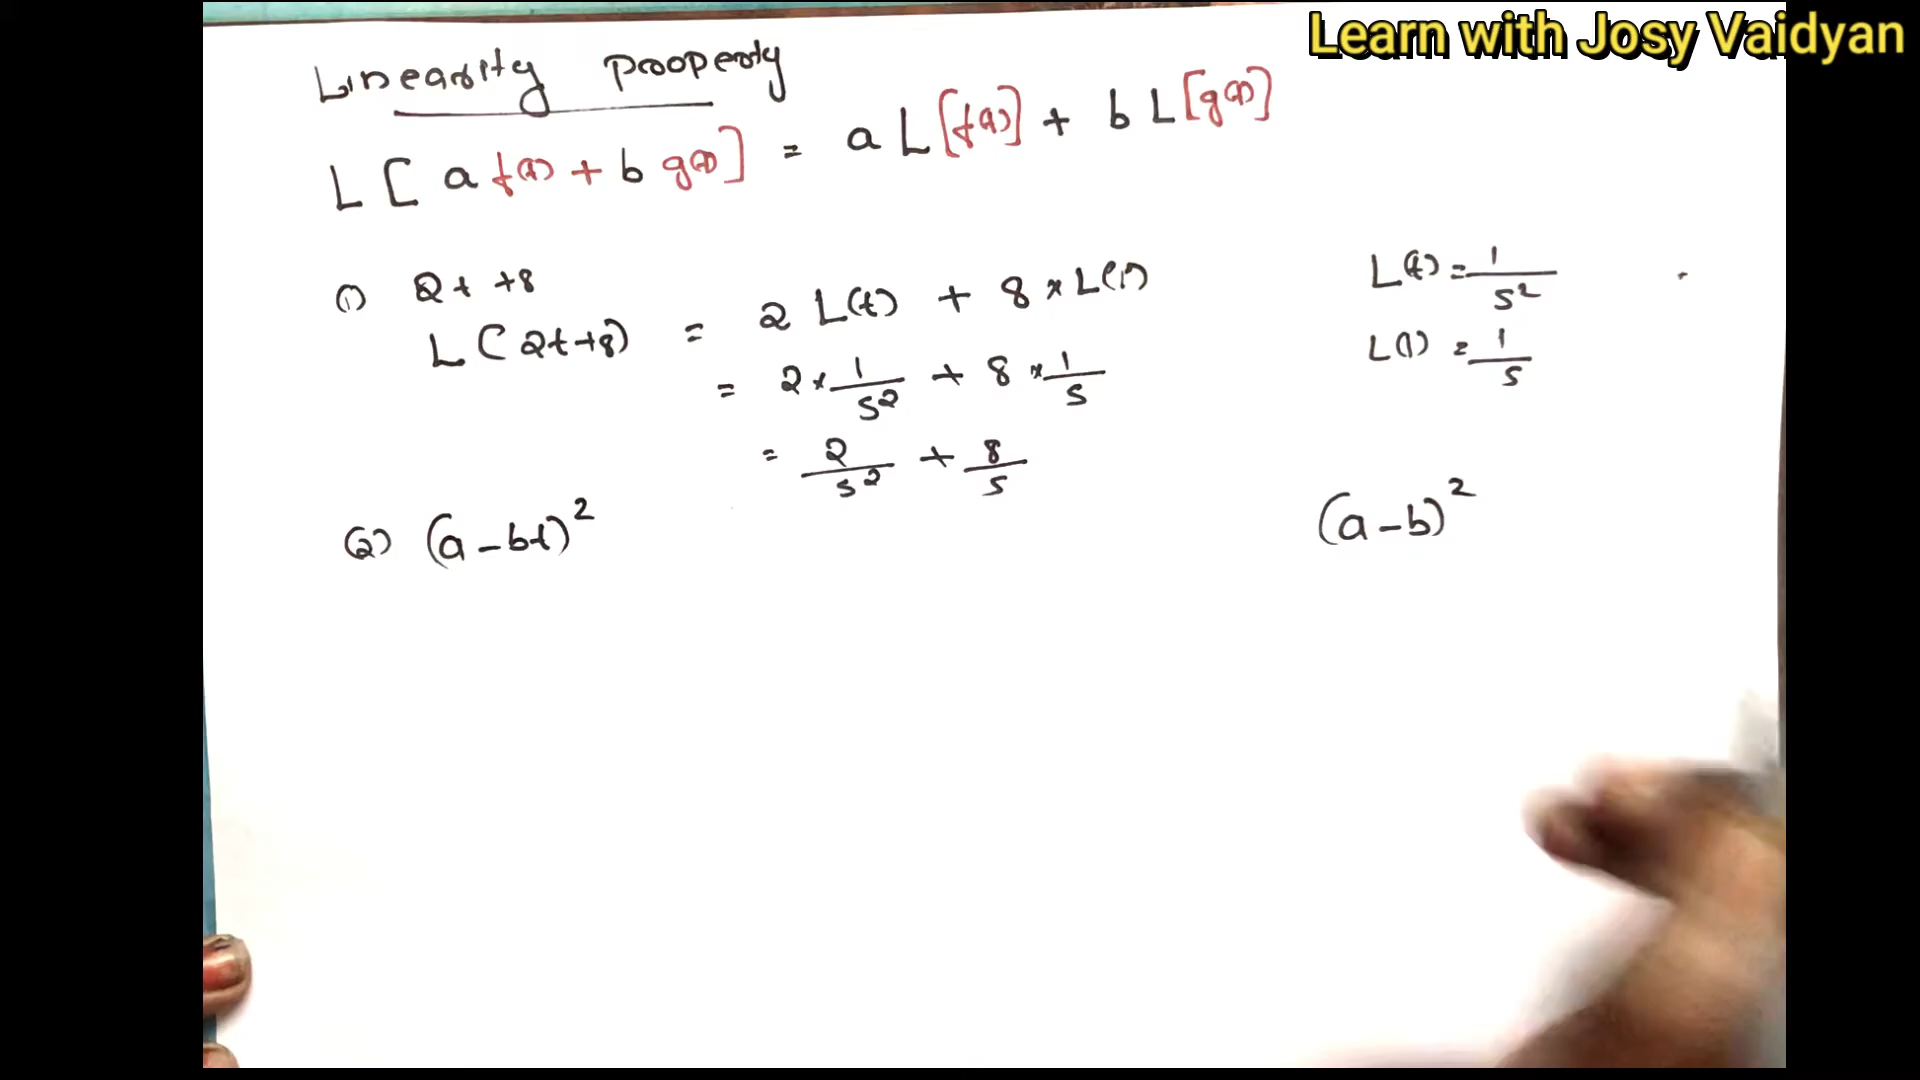 Learn with Josy Vaidyan
Linearity property
L[a f(t) + b g(t)] = a L[f(t)] + b L[g(t)]
(1) 2t +8
L(2t+8) = 2 L(t) + 8 × L(1)
= 2 × 1/s² + 8 × 1/s
= 2/s² + 8/s
L(t) = 1/s²
L(1) = 1/s
(2) (a - bt)²
(a - b)²